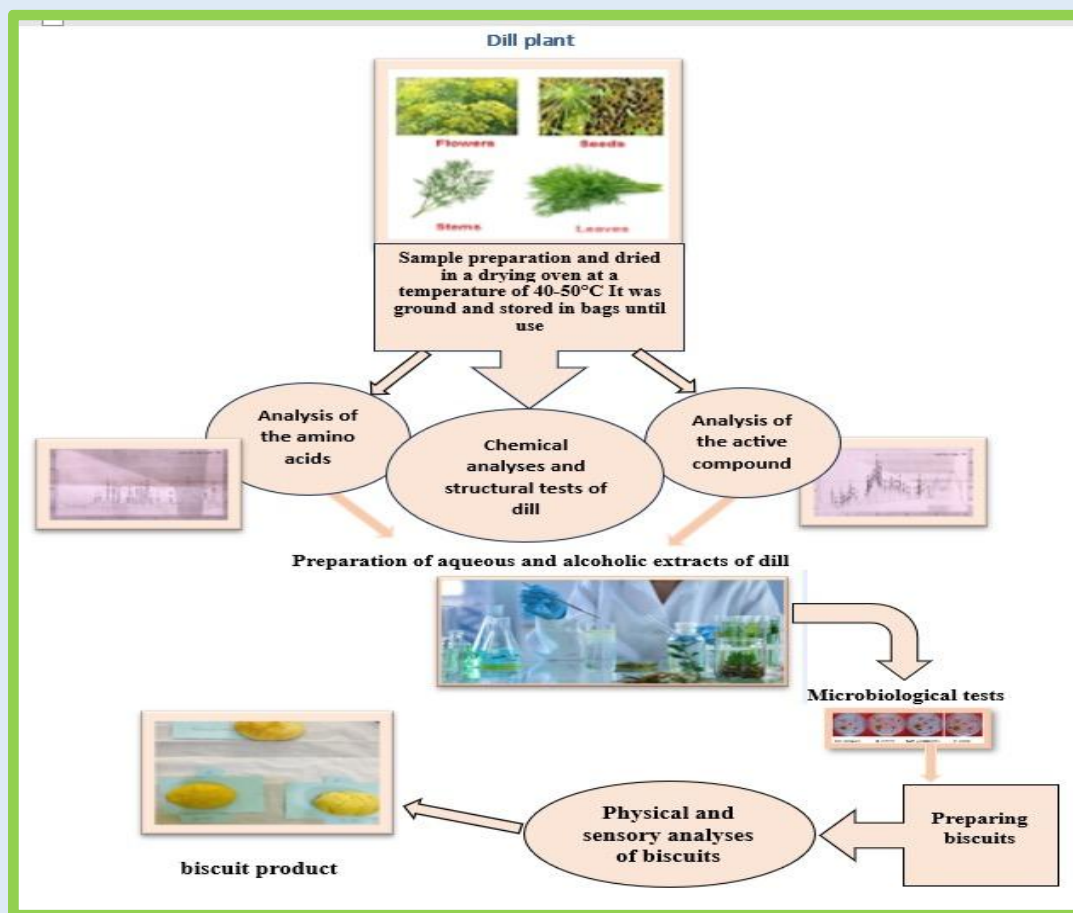 Dill plant
Flowers
Seeds
Stems
Leaves
Sample preparation and dried
in a drying oven at a
temperature of 40-50°C It was
ground and stored in bags until
use
Analysis of
the amino
acids
Chemical
analyses and
structural tests of
dill
Analysis of
the active
compound
Preparation of aqueous and alcoholic extracts of dill
Microbiological tests
Preparing
biscuits
Physical and
sensory analyses
of biscuits
biscuit product